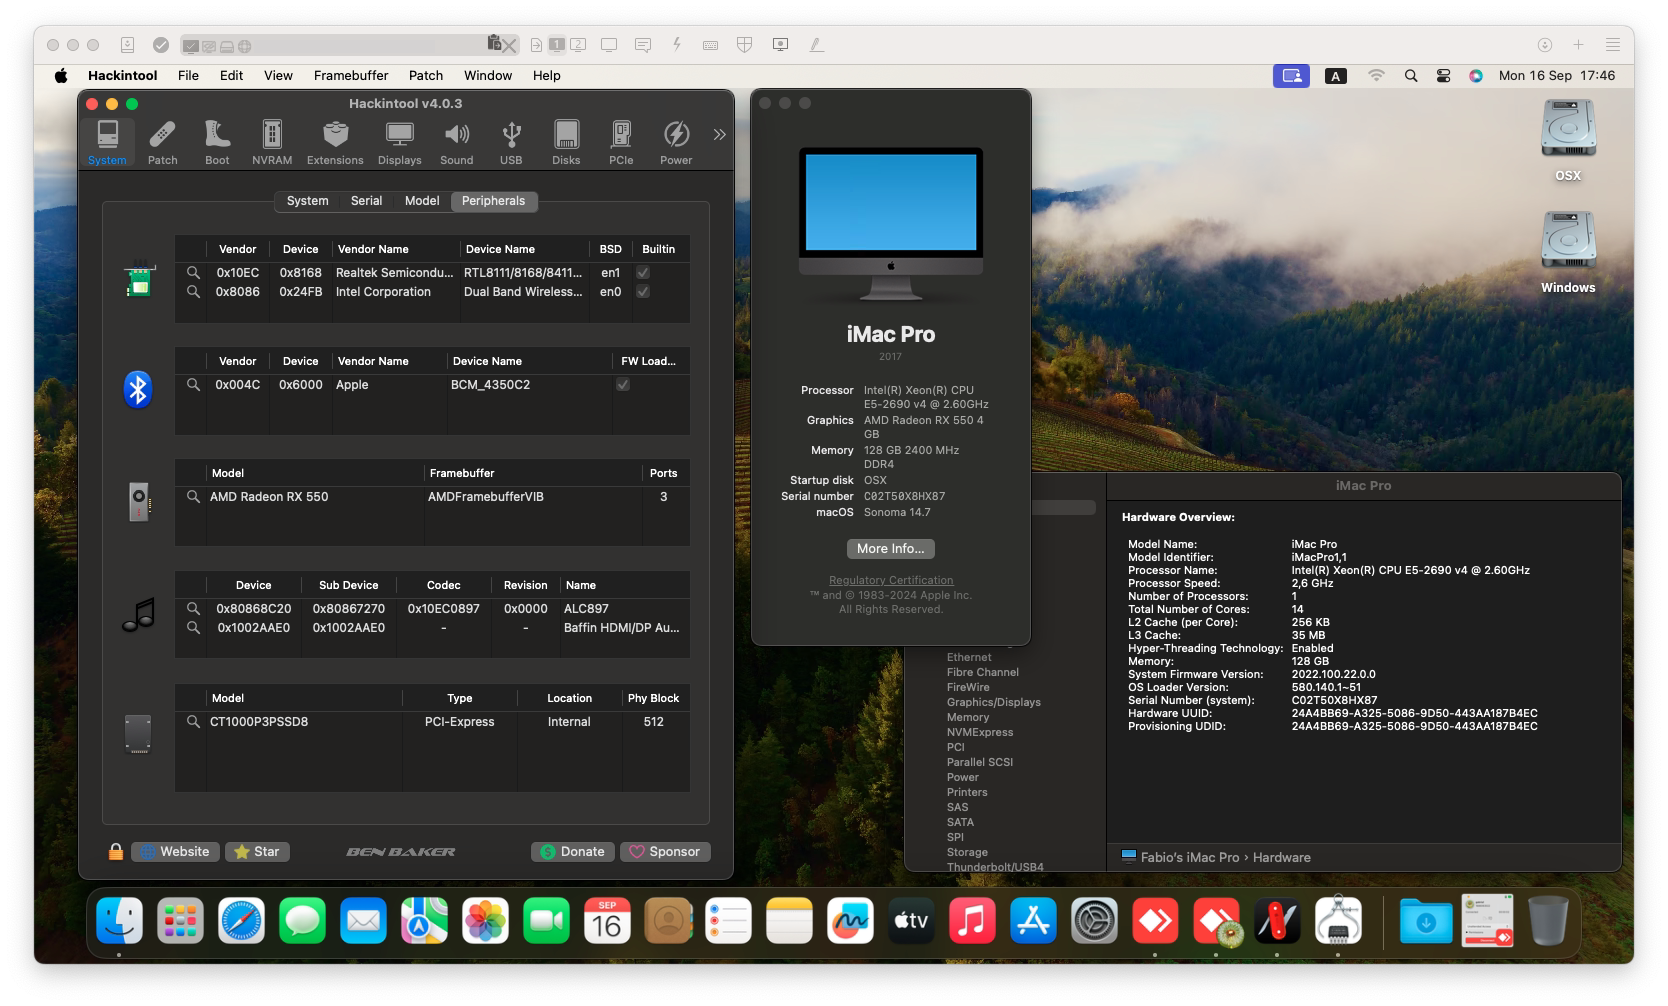 1 2
Hackintool File Edit View Framebuffer Patch Window Help
A Mon 16 Sep 17:46
Hackintool v4.0.3
System Patch Boot NVRAM Extensions Displays Sound USB Disks PCIe Power
System Serial Model Peripherals
Vendor Device Vendor Name Device Name BSD Builtin
0x10EC 0x8168 Realtek Semicondu... RTL8111/8168/8411... en1
0x8086 0x24FB Intel Corporation Dual Band Wireless... en0
Vendor Device Vendor Name Device Name FW Load...
0x004C 0x6000 Apple BCM_4350C2
Model Framebuffer Ports
AMD Radeon RX 550 AMDFramebufferVIB 3
Device Sub Device Codec Revision Name
0x80868C20 0x80867270 0x10EC0897 0x0000 ALC897
0x1002AAE0 0x1002AAE0 - - Baffin HDMI/DP Au...
Model Type Location Phy Block
CT1000P3PSSD8 PCI-Express Internal 512
Website Star BEN BAKER Donate Sponsor
iMac Pro
2017
Processor Intel(R) Xeon(R) CPU
E5-2690 v4 @ 2.60GHz
Graphics AMD Radeon RX 550 4
GB
Memory 128 GB 2400 MHz
DDR4
Startup disk OSX
Serial number C02T50X8HX87
macOS Sonoma 14.7
More Info...
Regulatory Certification
™ and © 1983-2024 Apple Inc.
All Rights Reserved.
OSX
Windows
Ethernet
Fibre Channel
FireWire
Graphics/Displays
Memory
NVMExpress
PCI
Parallel SCSI
Power
Printers
SAS
SATA
SPI
Storage
Thunderbolt/USB4
iMac Pro
Hardware Overview:
Model Name: iMac Pro
Model Identifier: iMacPro1,1
Processor Name: Intel(R) Xeon(R) CPU E5-2690 v4 @ 2.60GHz
Processor Speed: 2,6 GHz
Number of Processors: 1
Total Number of Cores: 14
L2 Cache (per Core): 256 KB
L3 Cache: 35 MB
Hyper-Threading Technology: Enabled
Memory: 128 GB
System Firmware Version: 2022.100.22.0.0
OS Loader Version: 580.140.1~51
Serial Number (system): C02T50X8HX87
Hardware UUID: 24A4BB69-A325-5086-9D50-443AA187B4EC
Provisioning UDID: 24A4BB69-A325-5086-9D50-443AA187B4EC
Fabio's iMac Pro › Hardware
SEP
16
tv